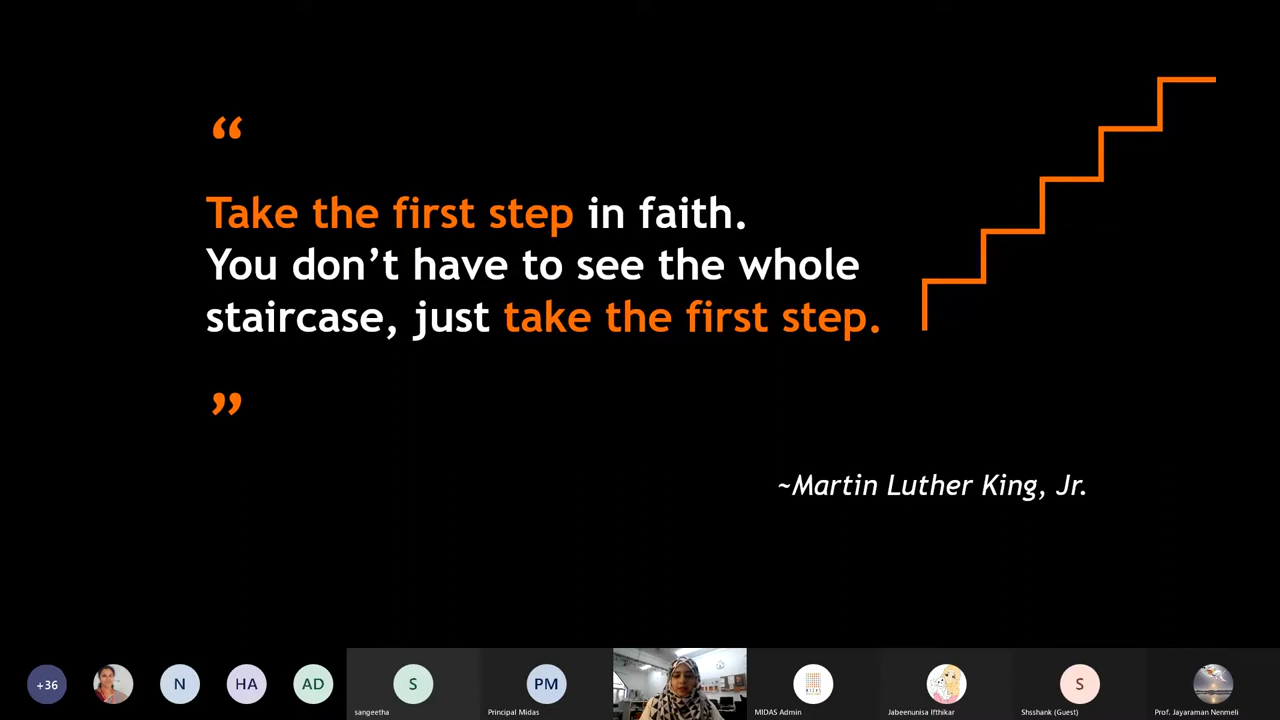 “
Take the first step in faith.
You don’t have to see the whole
staircase, just take the first step.
”
~Martin Luther King, Jr.
+36
N
HA
AD
S
PM
S
sangeetha
Principal Midas
MIDAS Admin
Jabeenunisa Ifthikar
Shsshank (Guest)
Prof. Jayaraman Nenmeli
MIDAS